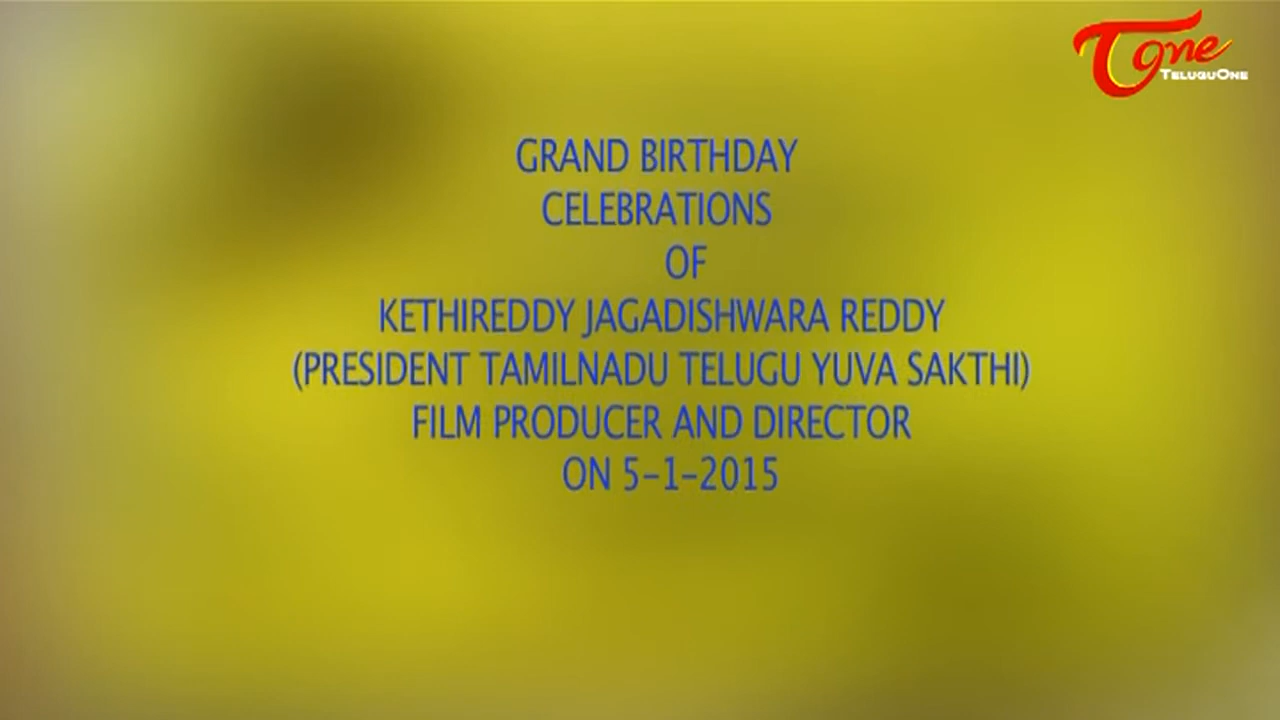 Tone
TELUGUONE
GRAND BIRTHDAY
CELEBRATIONS
OF
KETHIREDDY JAGADISHWARA REDDY
(PRESIDENT TAMILNADU TELUGU YUVA SAKTHI)
FILM PRODUCER AND DIRECTOR
ON 5-1-2015